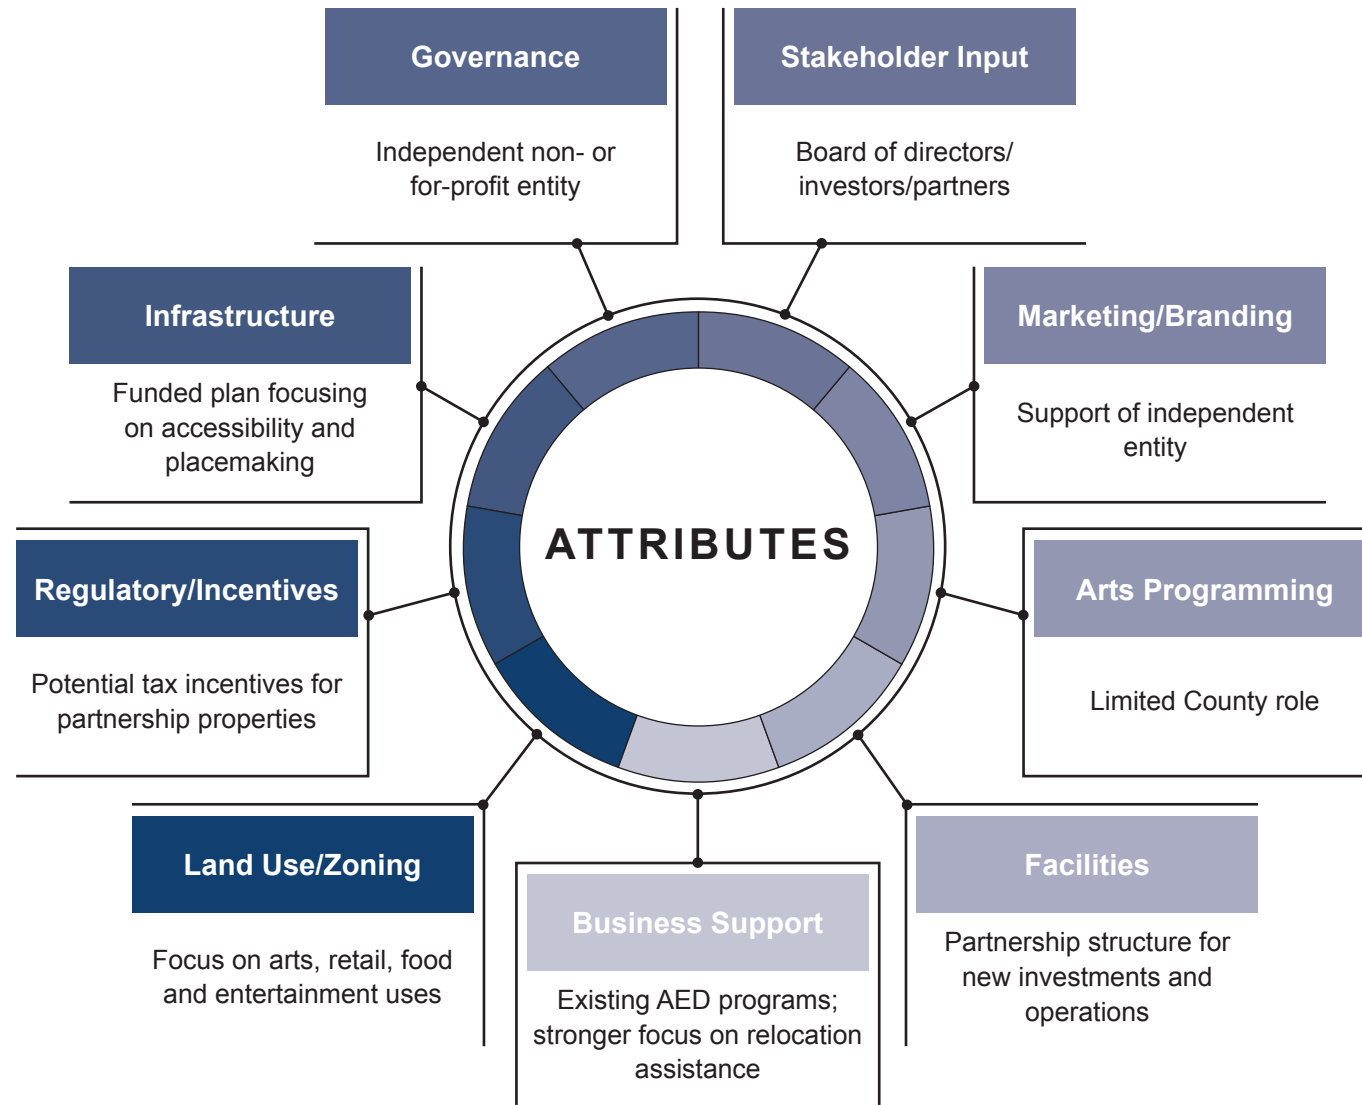 Governance
Independent non- or
for-profit entity
Stakeholder Input
Board of directors/
investors/partners
Infrastructure
Funded plan focusing
on accessibility and
placemaking
Marketing/Branding
Support of independent
entity
ATTRIBUTES
Regulatory/Incentives
Potential tax incentives for
partnership properties
Arts Programming
Limited County role
Land Use/Zoning
Focus on arts, retail, food
and entertainment uses
Business Support
Existing AED programs;
stronger focus on relocation
assistance
Facilities
Partnership structure for
new investments and
operations